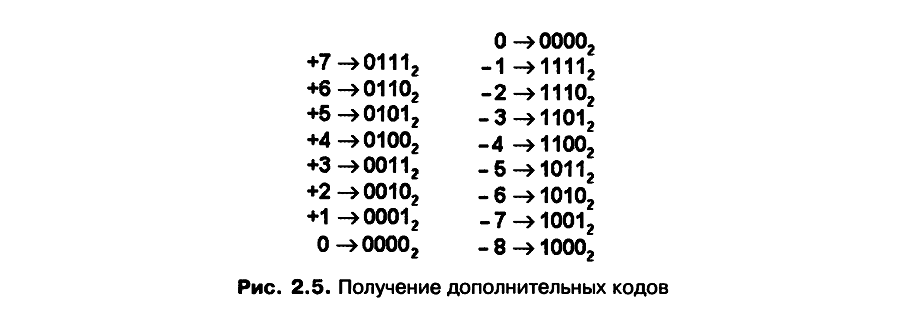 0 → 0000₂
+7 → 0111₂ -1 → 1111₂
+6 → 0110₂ -2 → 1110₂
+5 → 0101₂ -3 → 1101₂
+4 → 0100₂ -4 → 1100₂
+3 → 0011₂ -5 → 1011₂
+2 → 0010₂ -6 → 1010₂
+1 → 0001₂ -7 → 1001₂
0 → 0000₂ -8 → 1000₂
Рис. 2.5. Получение дополнительных кодов